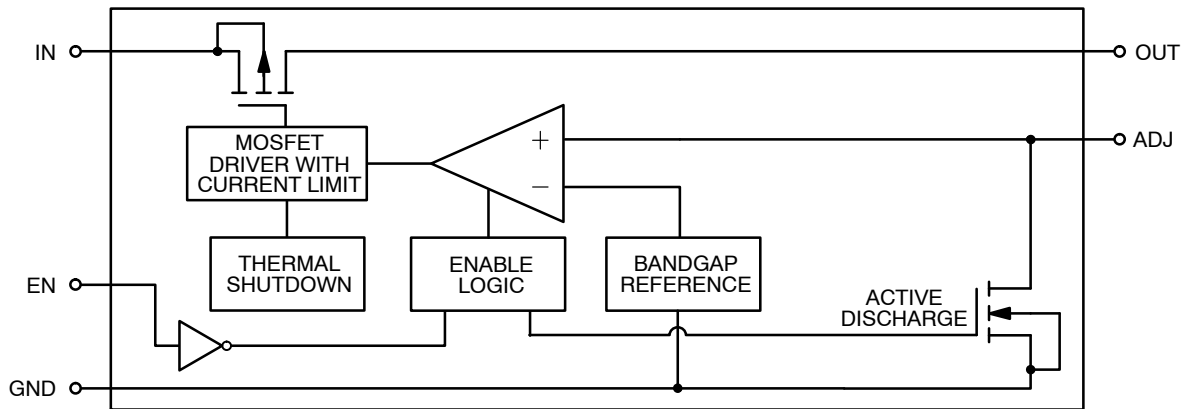 IN
OUT
MOSFET
DRIVER WITH
CURRENT LIMIT
+
−
ADJ
THERMAL
SHUTDOWN
ENABLE
LOGIC
BANDGAP
REFERENCE
EN
ACTIVE
DISCHARGE
GND